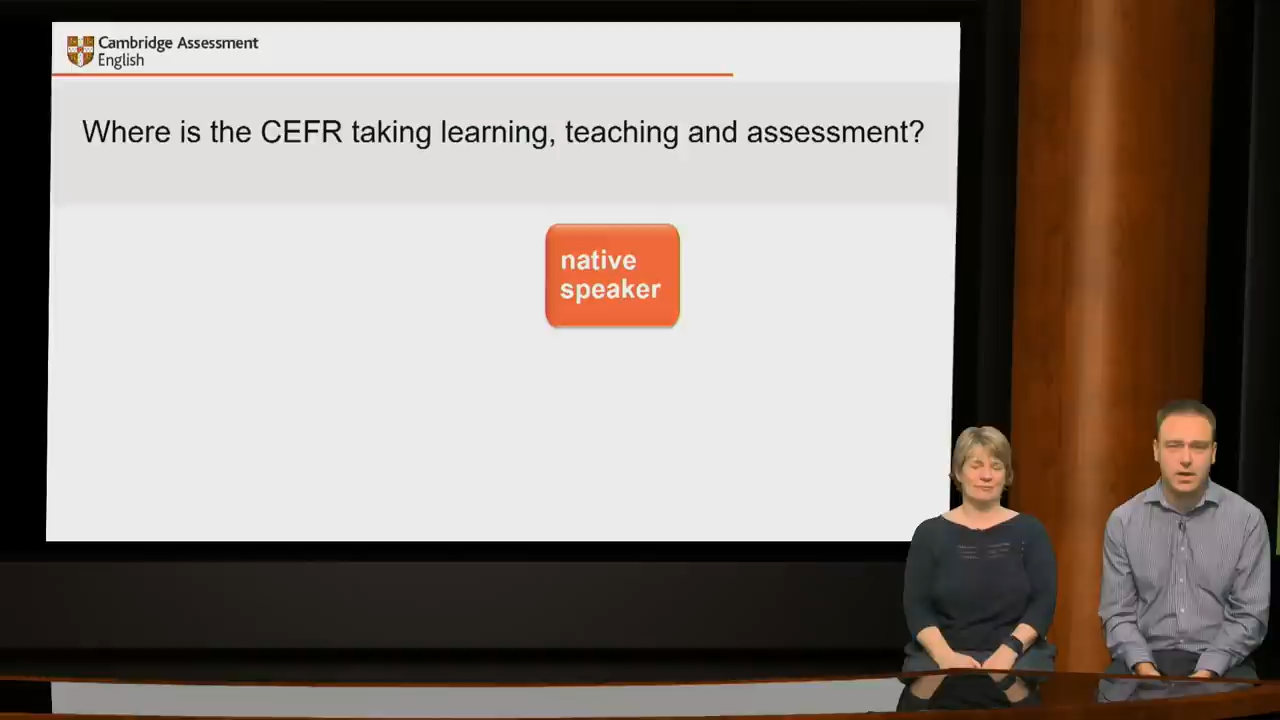 Cambridge Assessment
English
Where is the CEFR taking learning, teaching and assessment?
native
speaker